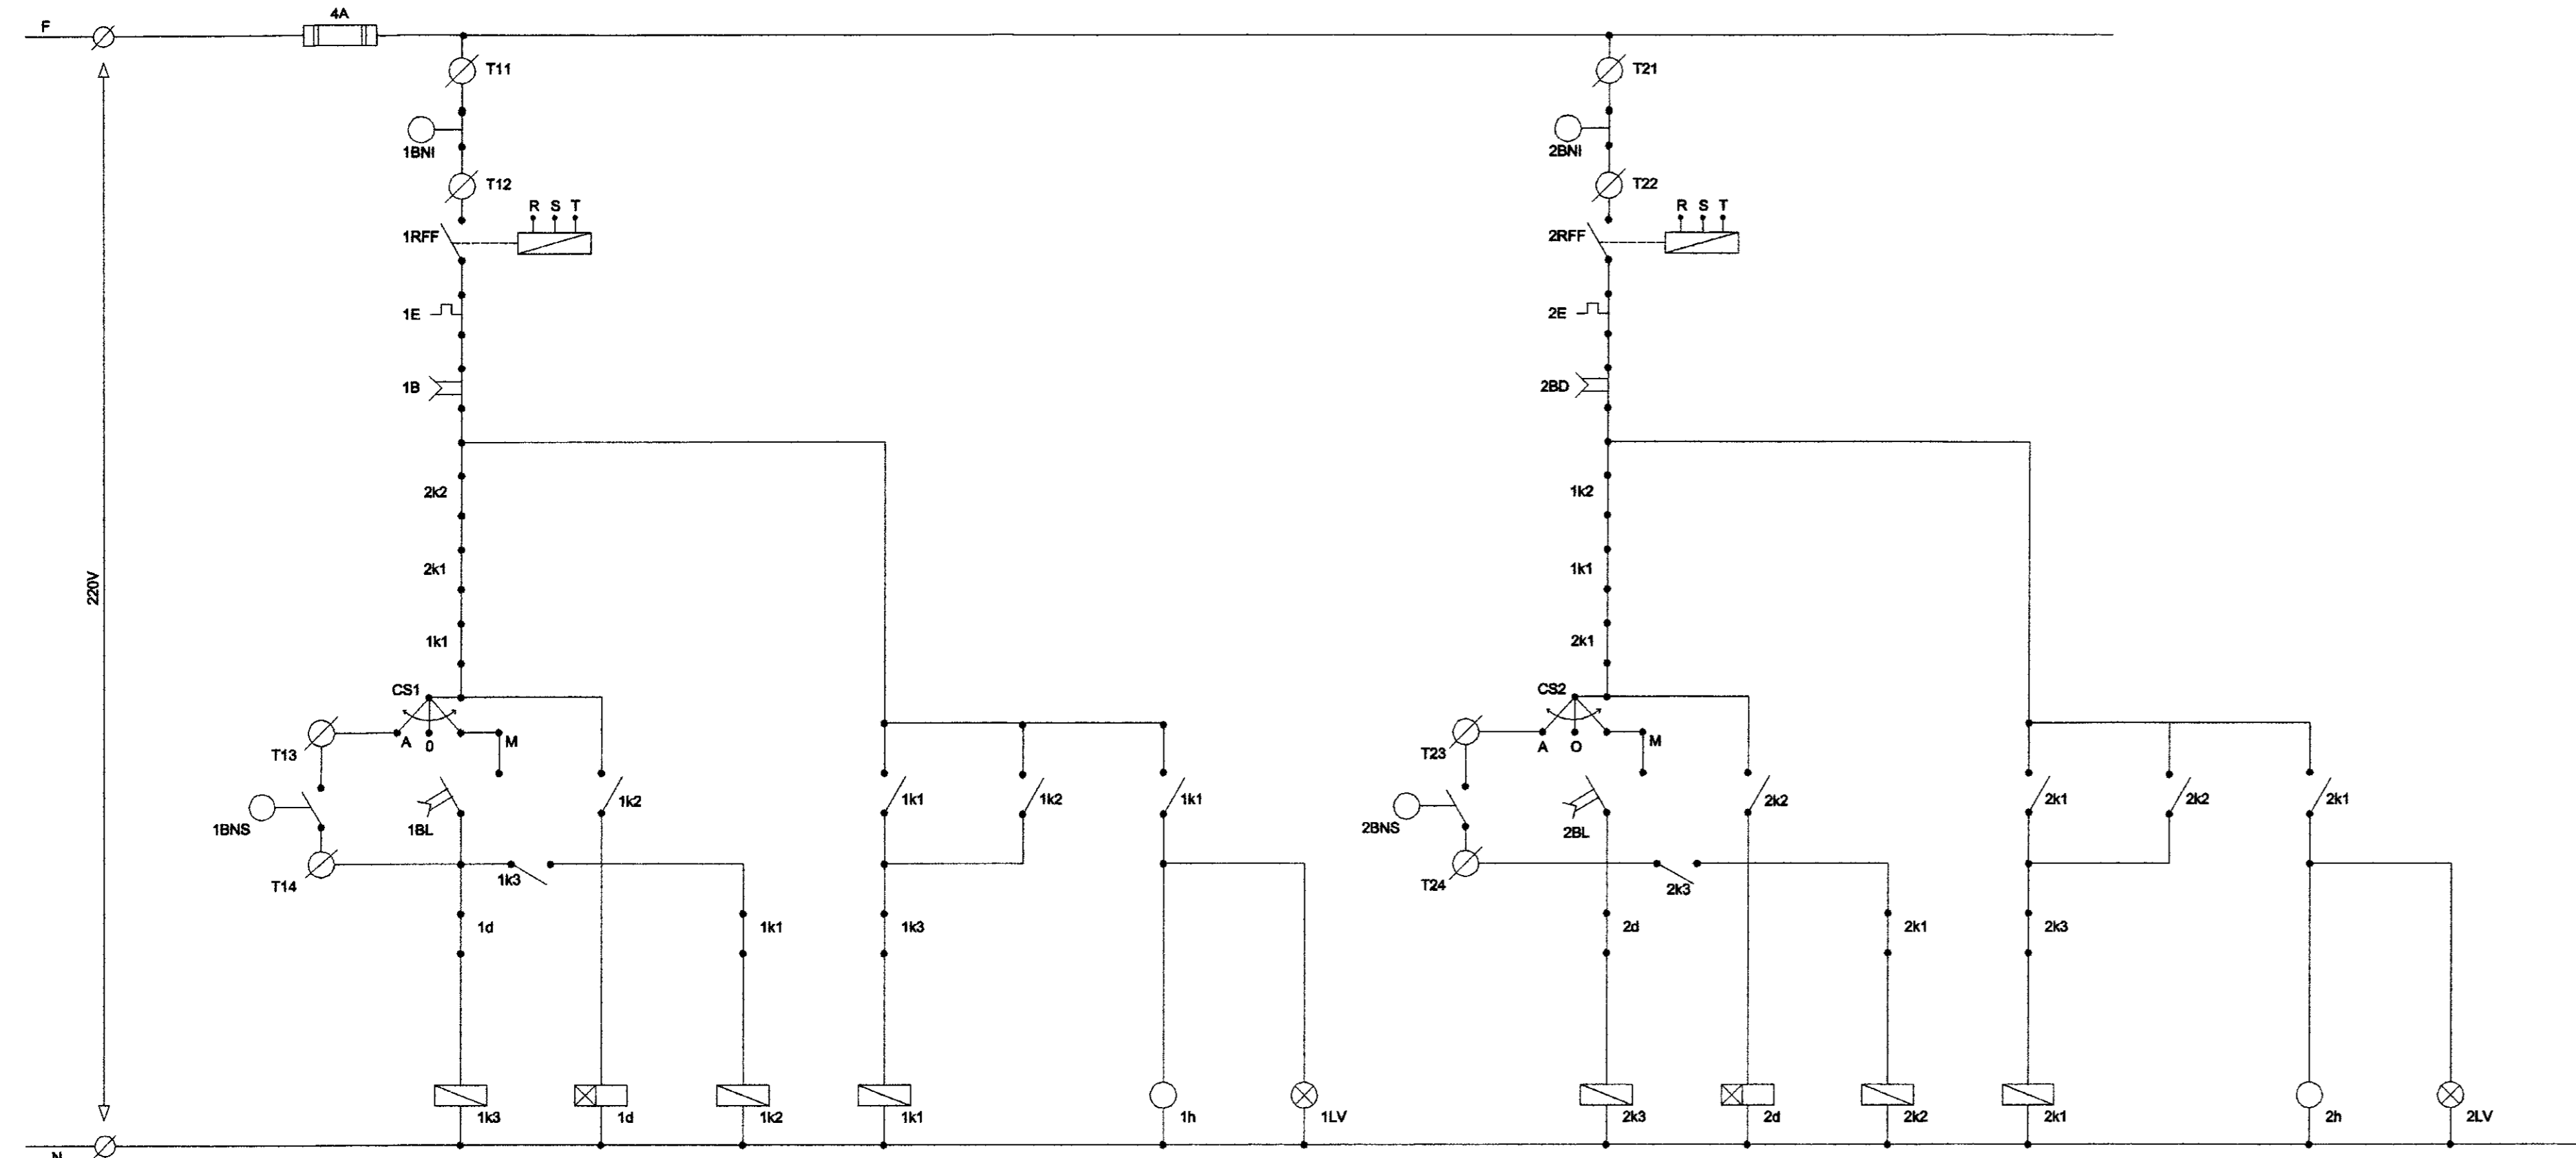 F
4A
T11
T21
1BNI
2BNI
T12
T22
R S T
R S T
1RFF
2RFF
1E
2E
1B
2BD
2k2
1k2
220V
2k1
1k1
1k1
2k1
CS1
CS2
A 0 M
A O M
T13
T23
1k2
1k1
1k2
1k1
2k2
2k1
2k2
2k1
1BNS
1BL
2BNS
2BL
T14
1k3
T24
2k3
1d
1k1
1k3
2d
2k1
2k3
1k3
1d
1k2
1k1
1h
1LV
2k3
2d
2k2
2k1
2h
2LV
N